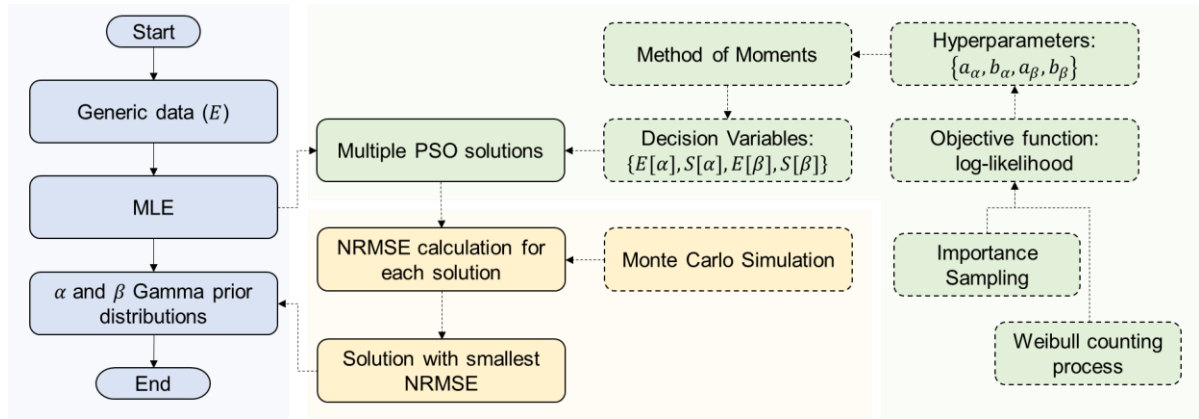 Start
Generic data (𝐸)
MLE
𝛼 and 𝛽 Gamma prior
distributions
End
Multiple PSO solutions
NRMSE calculation for
each solution
Solution with smallest
NRMSE
Monte Carlo Simulation
Method of Moments
Decision Variables:
{𝐸[𝛼], 𝑆[𝛼], 𝐸[𝛽], 𝑆[𝛽]}
Hyperparameters:
{𝑎_𝛼, 𝑏_𝛼, 𝑎_𝛽, 𝑏_𝛽}
Objective function:
log-likelihood
Importance
Sampling
Weibull counting
process